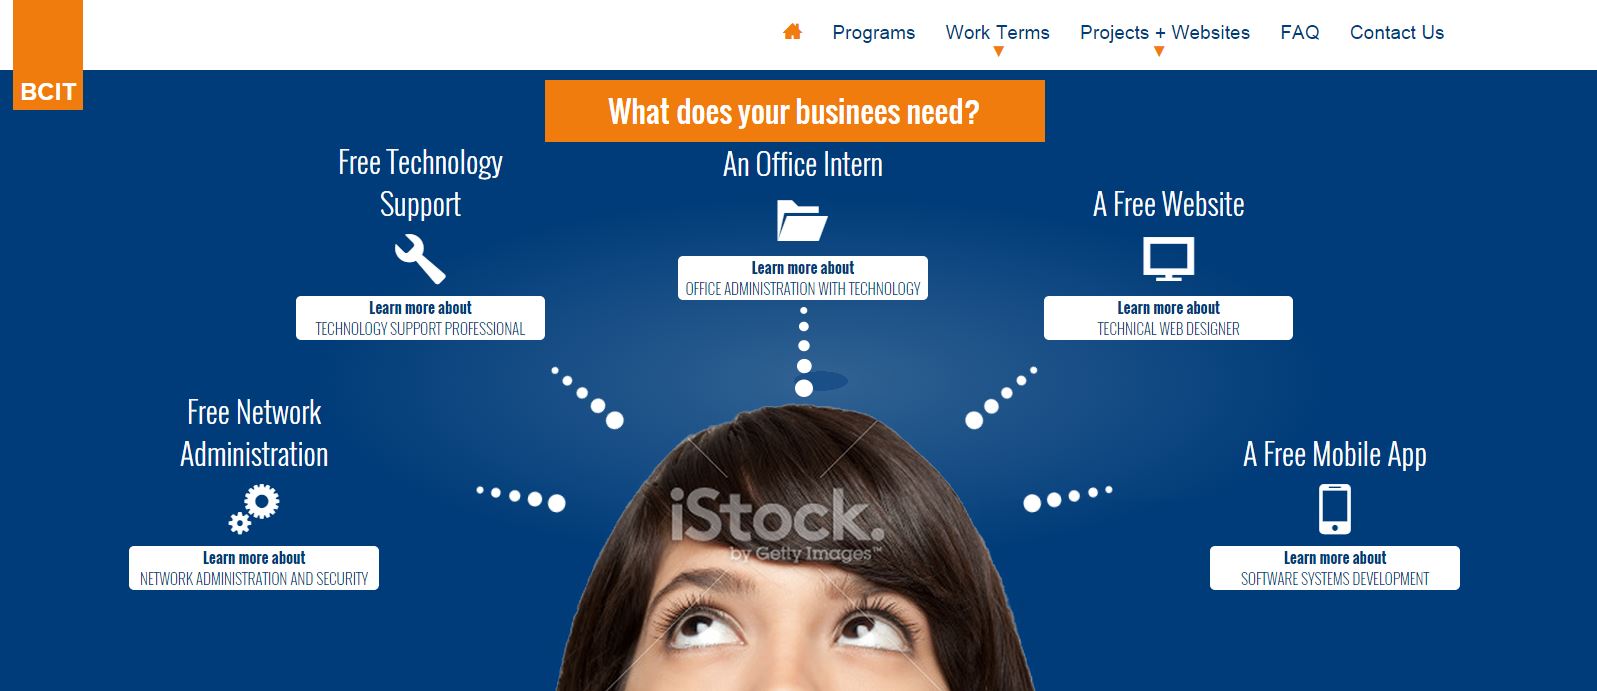 BCIT
Programs
Work Terms
Projects + Websites
FAQ
Contact Us
What does your businees need?
Free Technology
Support
Learn more about
TECHNOLOGY SUPPORT PROFESSIONAL
An Office Intern
Learn more about
OFFICE ADMINISTRATION WITH TECHNOLOGY
A Free Website
Learn more about
TECHNICAL WEB DESIGNER
Free Network
Administration
Learn more about
NETWORK ADMINISTRATION AND SECURITY
A Free Mobile App
Learn more about
SOFTWARE SYSTEMS DEVELOPMENT
iStock.
by Getty Images™